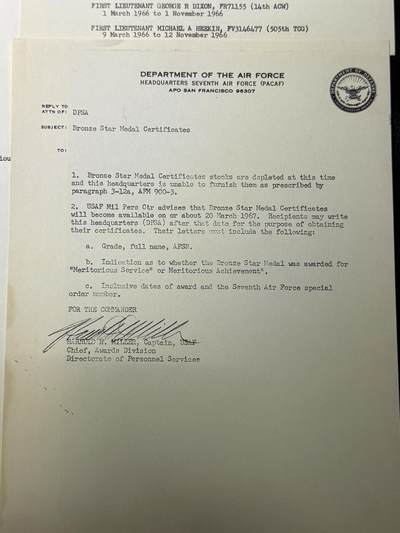 FIRST LIEUTENANT GEORGE R DIXON, FR71153 (14th ACW)
1 March 1966 to 1 November 1966
FIRST LIEUTENANT MICHAEL A HEEKIN, FV3146477 (505th TCG)
9 March 1966 to 12 November 1966
DEPARTMENT OF THE AIR FORCE
HEADQUARTERS SEVENTH AIR FORCE (PACAF)
APO SAN FRANCISCO 96307
REPLY TO
ATTN OF: DPSA
SUBJECT: Bronze Star Medal Certificates
TO:
1. Bronze Star Medal Certificates stocks are depleted at this time
and this headquarters is unable to furnish them as prescribed by
paragraph 3-12a, AFM 900-3.
2. USAF Mil Pers Ctr advises that Bronze Star Medal Certificates
will become available on or about 20 March 1967. Recipients may write
this headquarters (DPSA) after that date for the purpose of obtaining
their certificates. Their letters must include the following:
a. Grade, full name, AFSN.
b. Indication as to whether the Bronze Star Medal was awarded for
"Meritorious Service" or Meritorious Achievement".
c. Inclusive dates of award and the Seventh Air Force special
order number.
FOR THE COMMANDER
MILLER, Captain, USAF
Chief, Awards Division
Directorate of Personnel Services